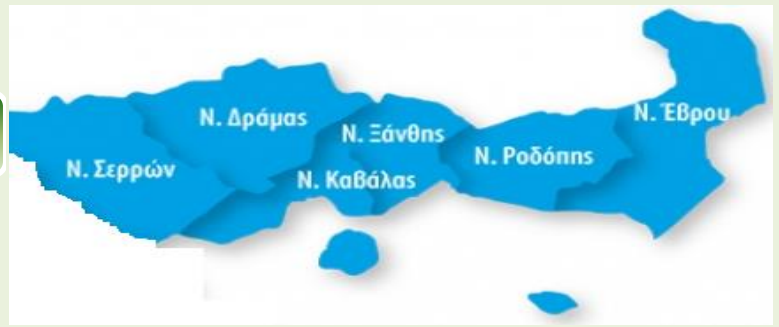 Ν. Έβρου
Ν. Δράμας
Ν. Ξάνθης
Ν. Ροδόπης
Ν. Σερρών
Ν. Καβάλας